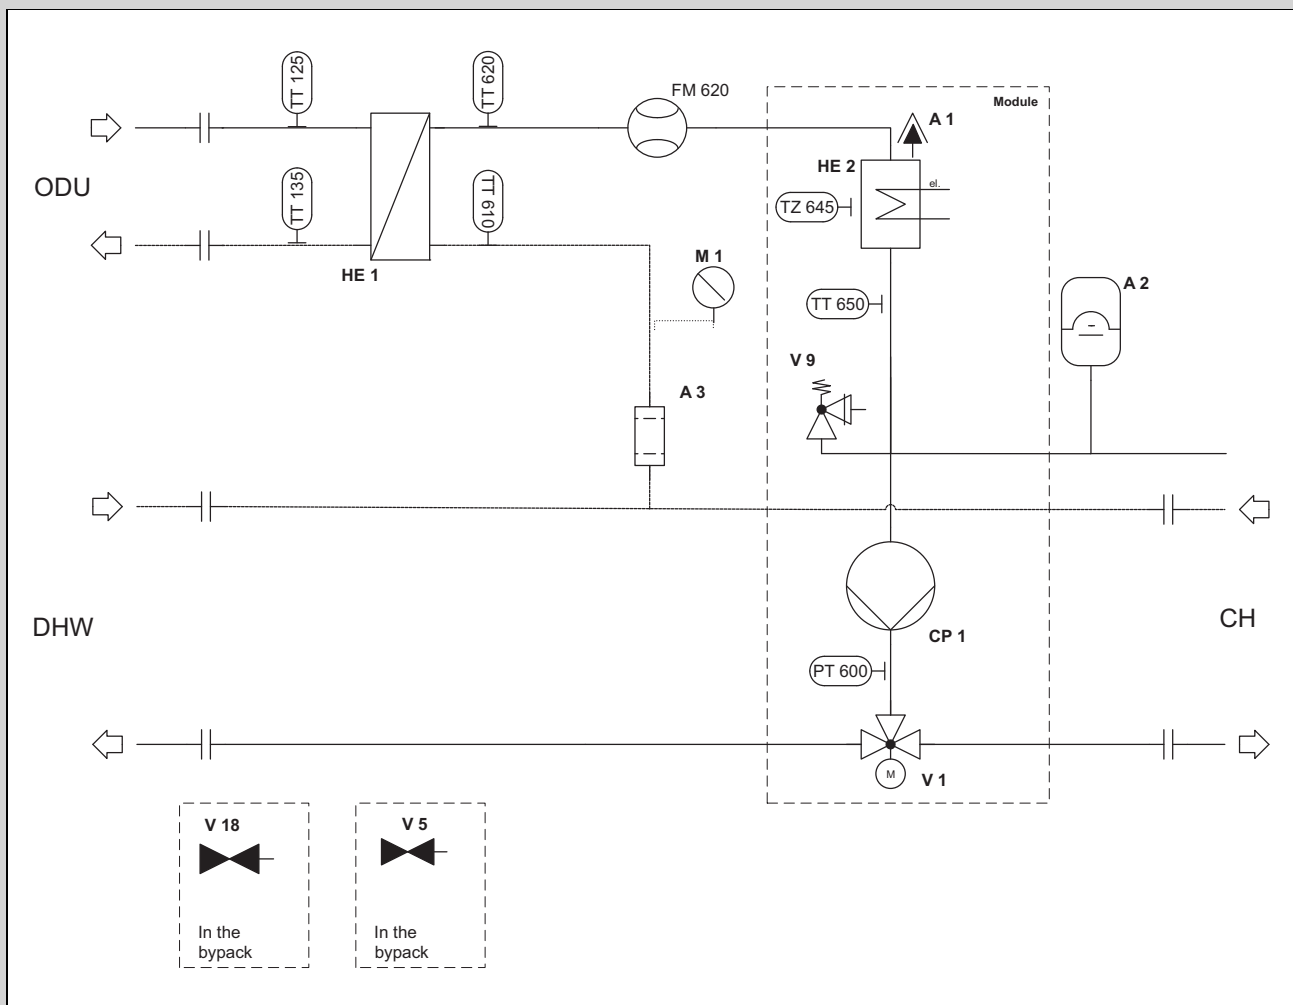 TT 125
TT 620
FM 620
Module
A 1
HE 2
el.
ODU
TT 135
TT 610
TZ 645
HE 1
M 1
TT 650
A 2
V 9
A 3
DHW
CH
CP 1
PT 600
M
V 1
V 18
V 5
In the
bypack
In the
bypack